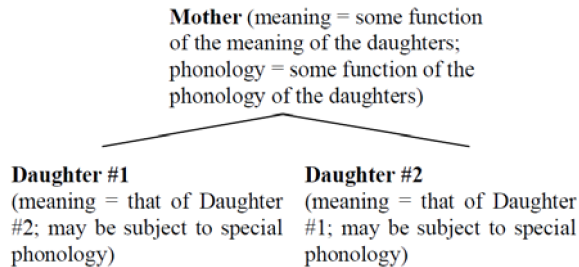 Mother (meaning = some function
of the meaning of the daughters;
phonology = some function of the
phonology of the daughters)
Daughter #1
(meaning = that of Daughter
#2; may be subject to special
phonology)
Daughter #2
(meaning = that of Daughter
#1; may be subject to special
phonology)